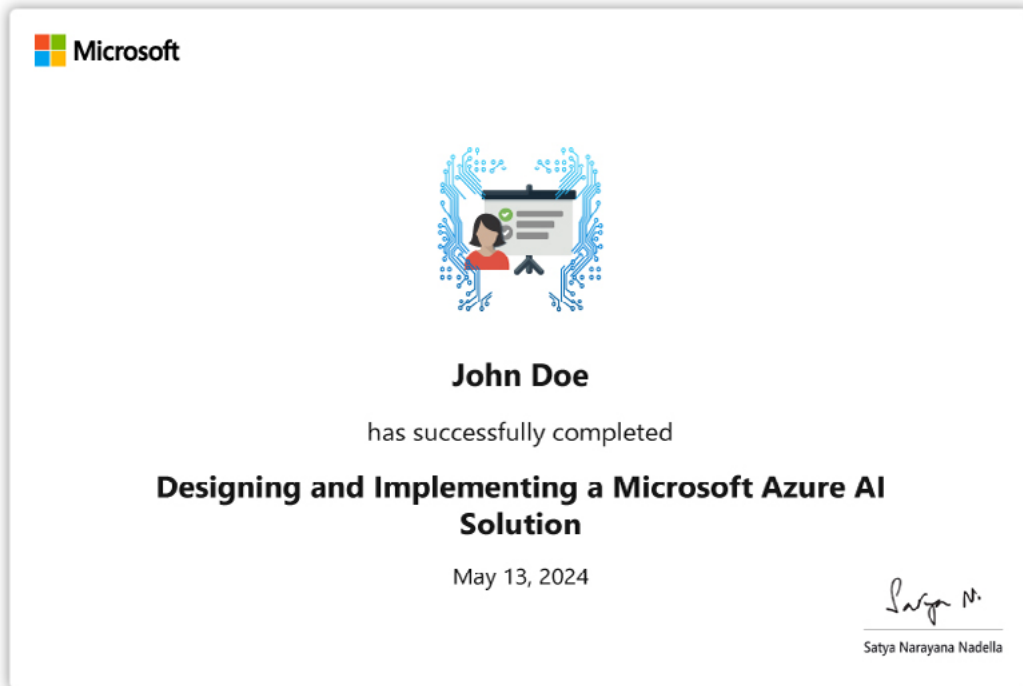 Microsoft
John Doe
has successfully completed
Designing and Implementing a Microsoft Azure AI
Solution
May 13, 2024
Satya N.
Satya Narayana Nadella